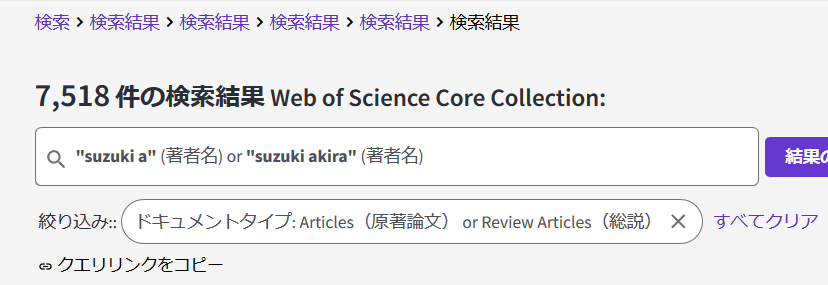 検索 > 検索結果 > 検索結果 > 検索結果 > 検索結果 > 検索結果
7,518 件の検索結果 Web of Science Core Collection:
"suzuki a" (著者名) or "suzuki akira" (著者名)
結果の
絞り込み:: ドキュメントタイプ: Articles（原著論文） or Review Articles（総説） × すべてクリア
クエリリンクをコピー